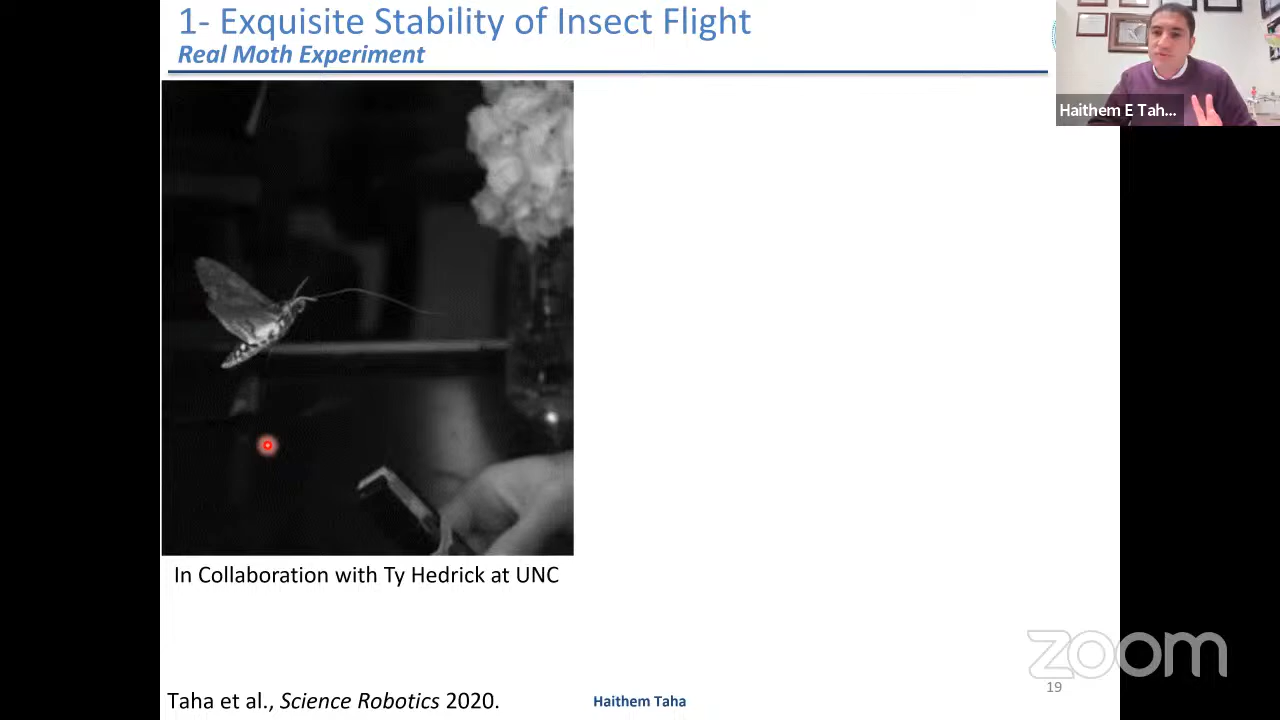 1- Exquisite Stability of Insect Flight
Real Moth Experiment
Haithem E Tah...
In Collaboration with Ty Hedrick at UNC
zoom
19
Taha et al., Science Robotics 2020.
Haithem Taha